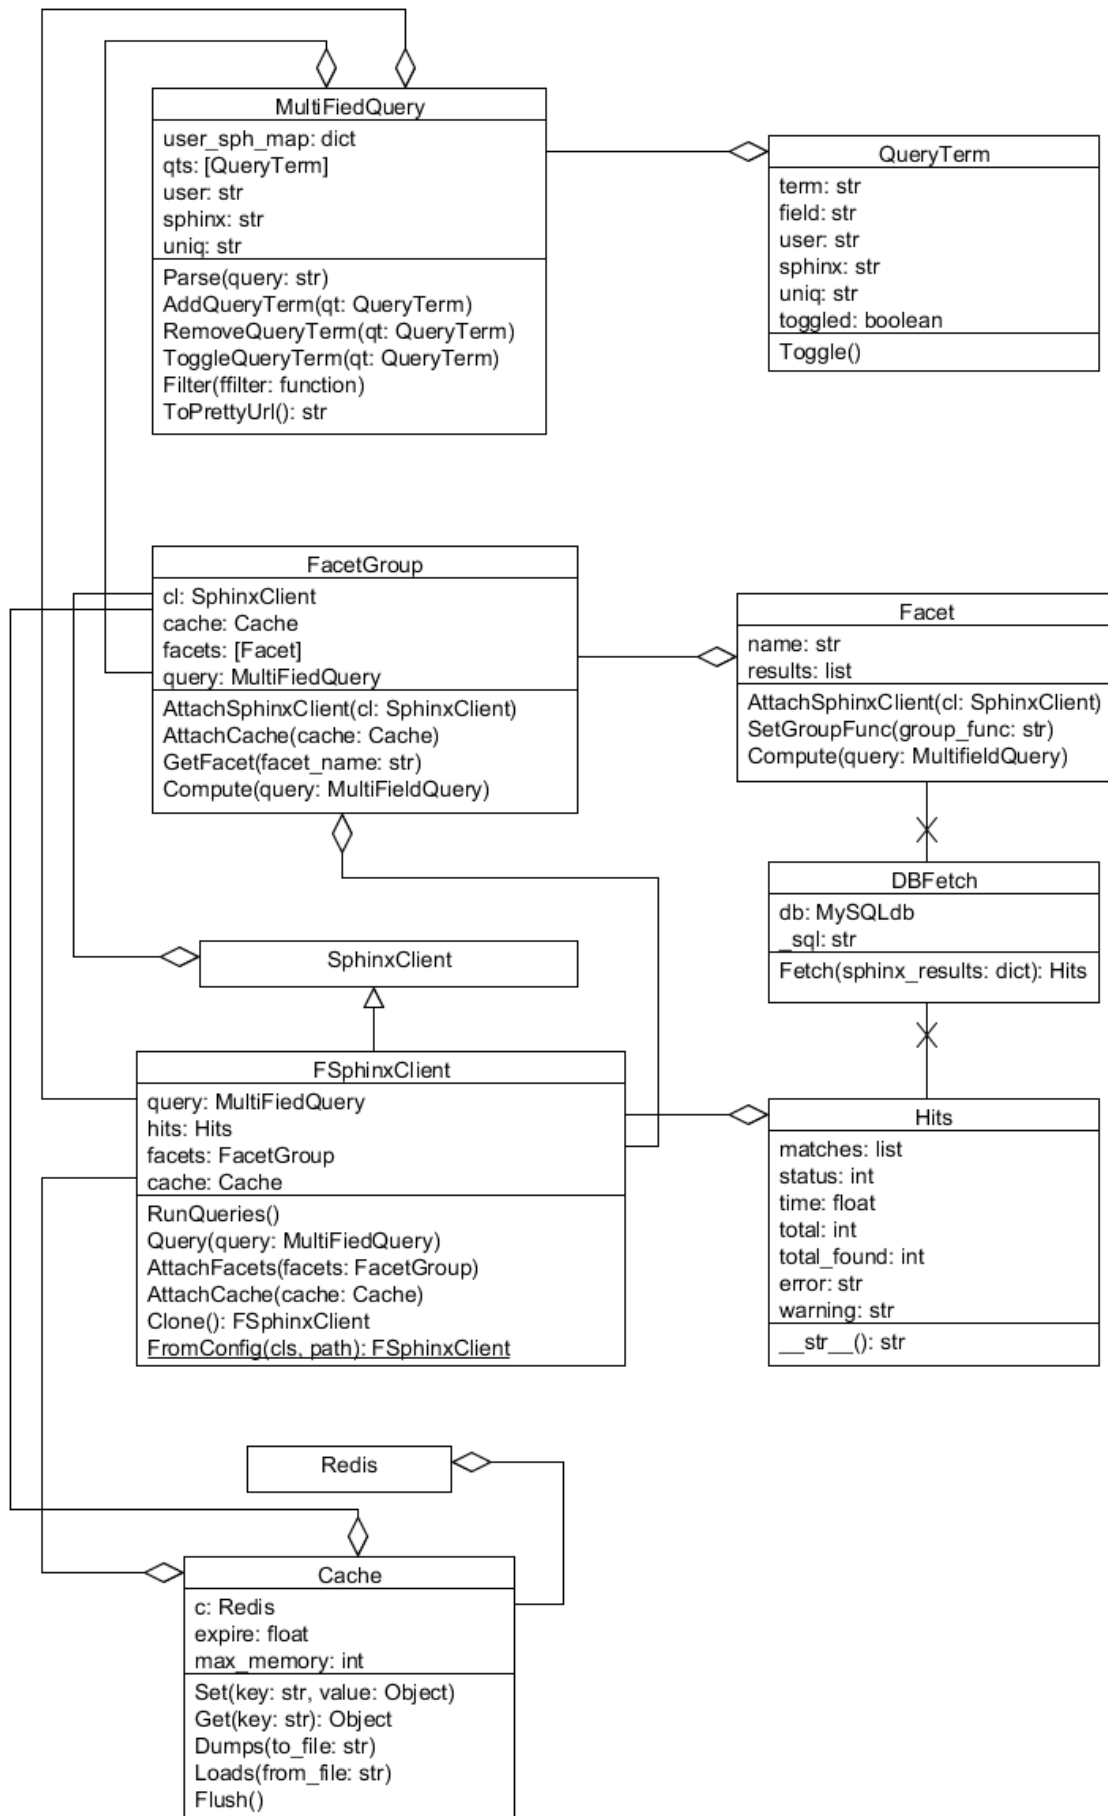 MultiFiedQuery
user_sph_map: dict
qts: [QueryTerm]
user: str
sphinx: str
uniq: str
Parse(query: str)
AddQueryTerm(qt: QueryTerm)
RemoveQueryTerm(qt: QueryTerm)
ToggleQueryTerm(qt: QueryTerm)
Filter(ffilter: function)
ToPrettyUrl(): str
QueryTerm
term: str
field: str
user: str
sphinx: str
uniq: str
toggled: boolean
Toggle()
FacetGroup
cl: SphinxClient
cache: Cache
facets: [Facet]
query: MultiFiedQuery
AttachSphinxClient(cl: SphinxClient)
AttachCache(cache: Cache)
GetFacet(facet_name: str)
Compute(query: MultiFieldQuery)
Facet
name: str
results: list
AttachSphinxClient(cl: SphinxClient)
SetGroupFunc(group_func: str)
Compute(query: MultifieldQuery)
DBFetch
db: MySQLdb
_sql: str
Fetch(sphinx_results: dict): Hits
SphinxClient
FSphinxClient
query: MultiFiedQuery
hits: Hits
facets: FacetGroup
cache: Cache
RunQueries()
Query(query: MultiFiedQuery)
AttachFacets(facets: FacetGroup)
AttachCache(cache: Cache)
Clone(): FSphinxClient
FromConfig(cls, path): FSphinxClient
Hits
matches: list
status: int
time: float
total: int
total_found: int
error: str
warning: str
__str__(): str
Redis
Cache
c: Redis
expire: float
max_memory: int
Set(key: str, value: Object)
Get(key: str): Object
Dumps(to_file: str)
Loads(from_file: str)
Flush()